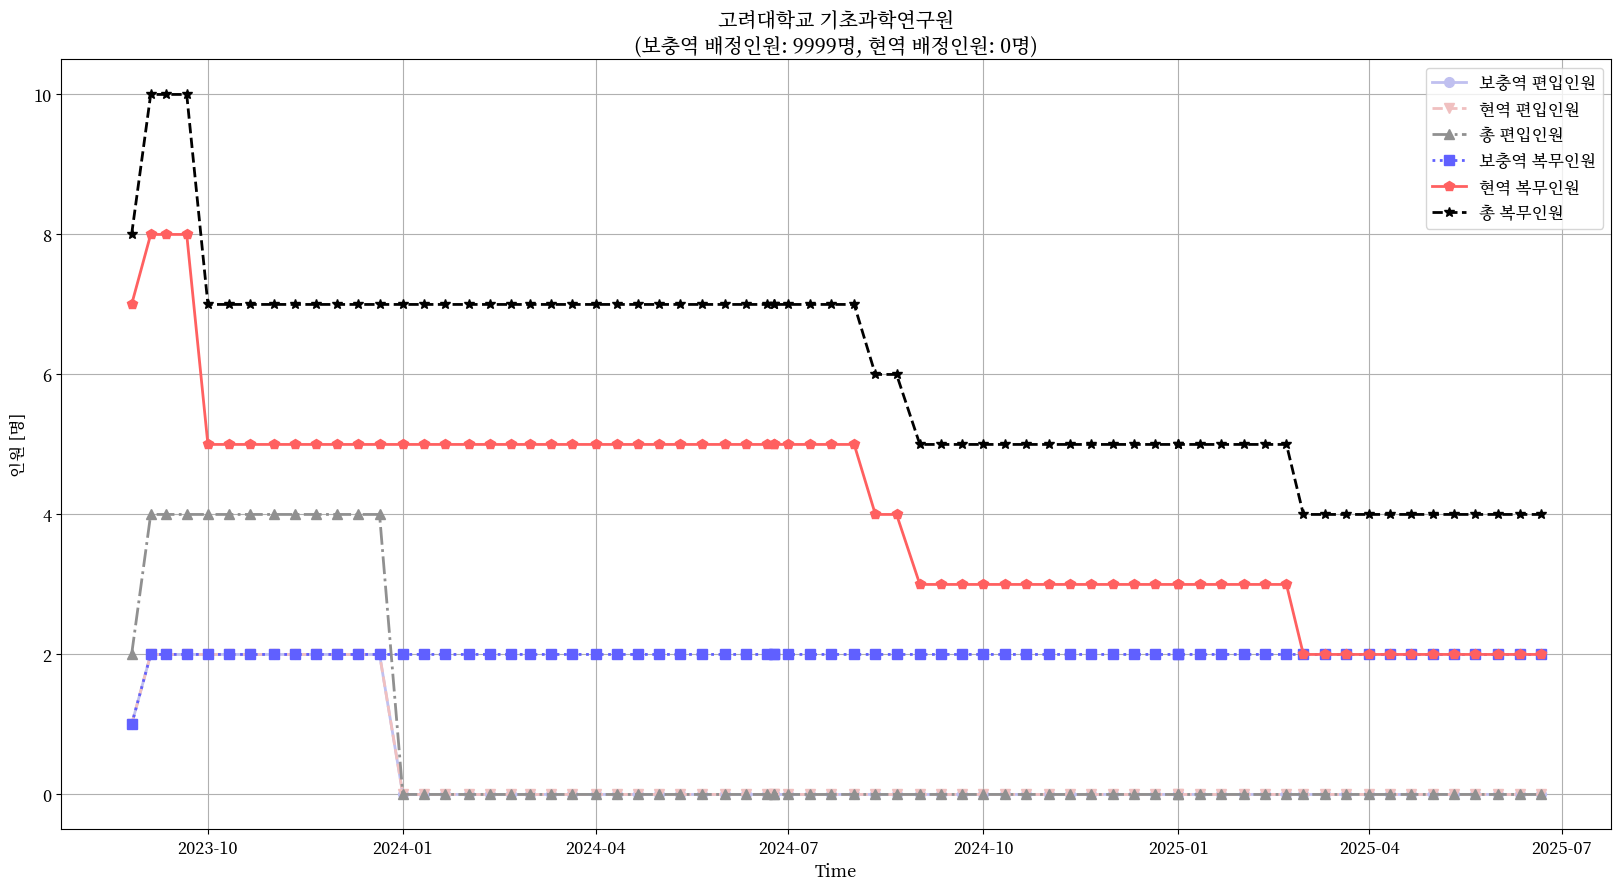 고려대학교 기초과학연구원
(보충역 배정인원: 9999명, 현역 배정인원: 0명)
보충역 편입인원
현역 편입인원
총 편입인원
보충역 복무인원
현역 복무인원
총 복무인원
인원 [명]
10
8
6
4
2
0
2023-10
2024-01
2024-04
2024-07
2024-10
2025-01
2025-04
2025-07
Time